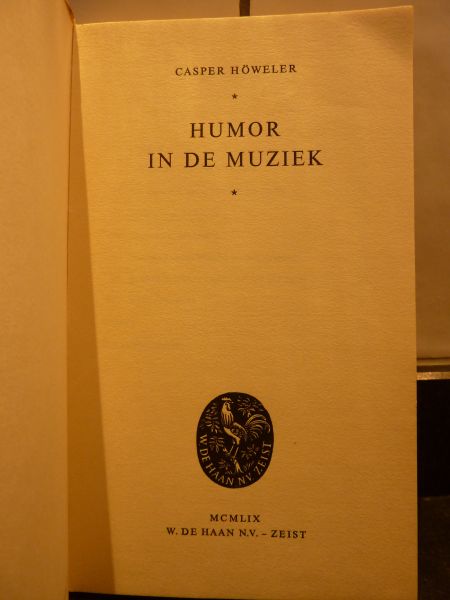 CASPER HÖWELER
*
HUMOR
IN DE MUZIEK
*
W. DE HAAN N.V. ZEIST
MCMLIX
W. DE HAAN N.V. – ZEIST